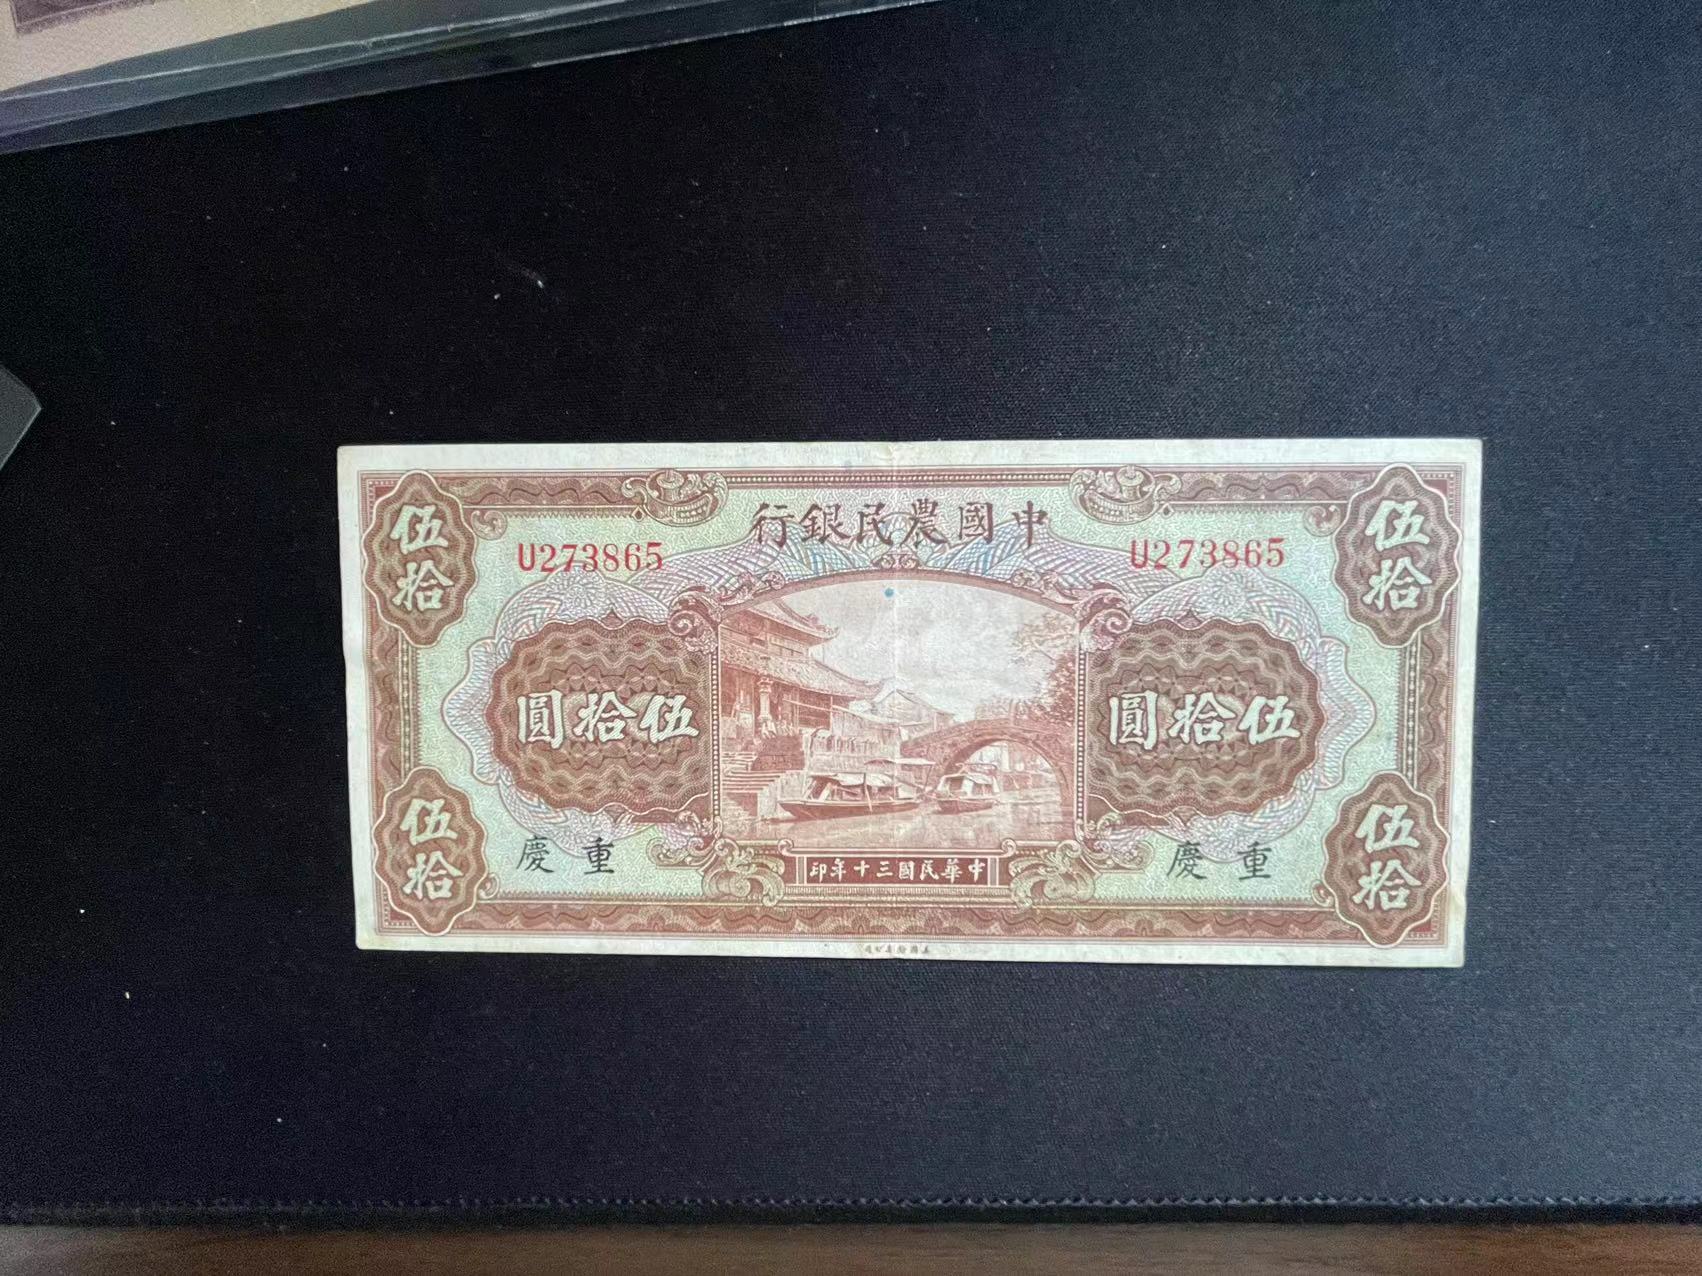 中國農民銀行
U273865
U273865
伍拾
伍拾
伍拾圓
伍拾圓
重慶
重慶
伍拾
伍拾
中華民國三十年印